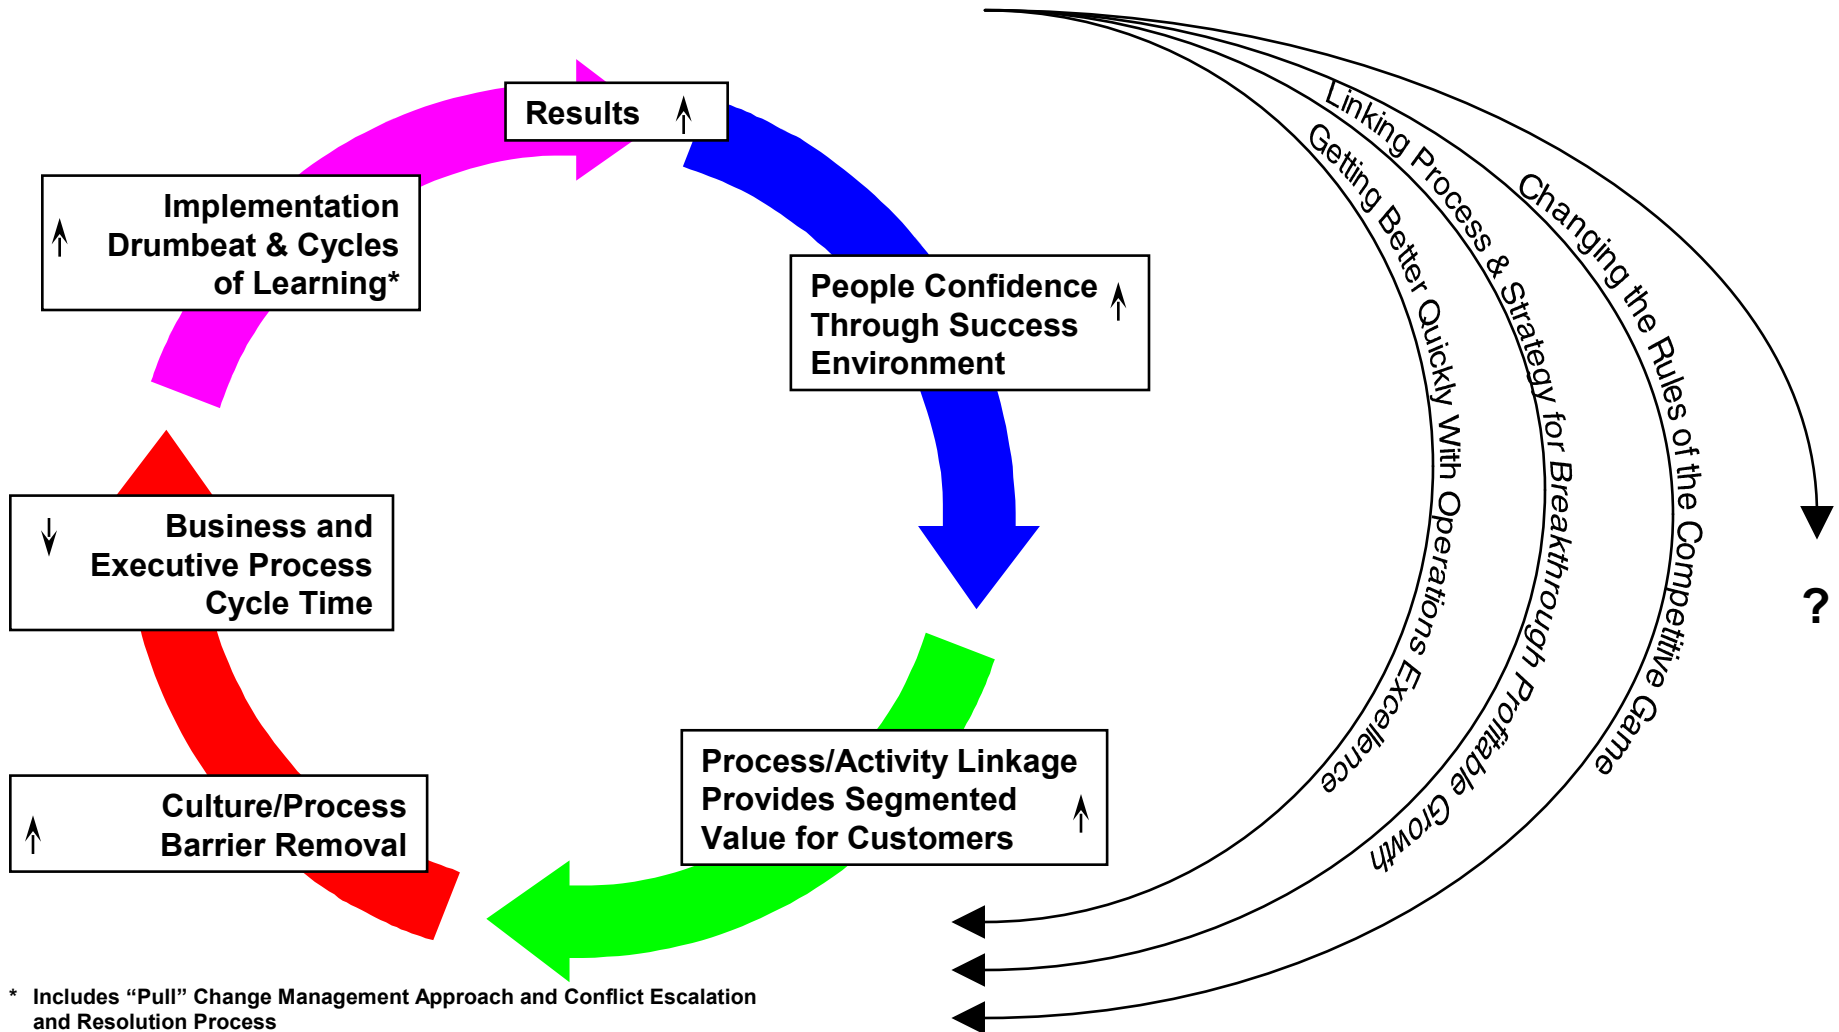 Results
Implementation
Drumbeat & Cycles
of Learning*
People Confidence
Through Success
Environment
Business and
Executive Process
Cycle Time
Process/Activity Linkage
Provides Segmented
Value for Customers
Culture/Process
Barrier Removal
Getting Better Quickly With Operations Excellence
Linking Process & Strategy for Breakthrough Profitable Growth
Changing the Rules of the Competitive Game
?
* Includes “Pull” Change Management Approach and Conflict Escalation
and Resolution Process